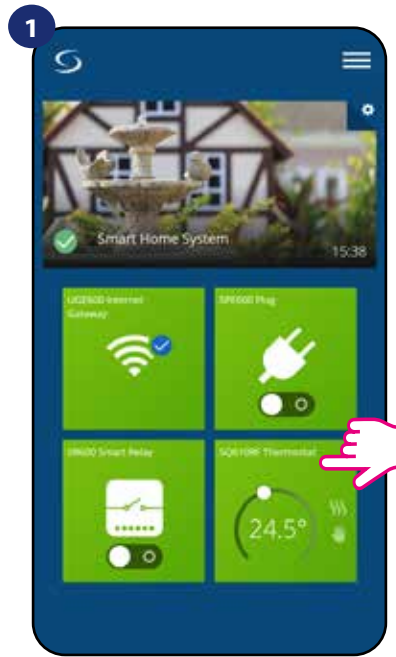 1
Smart Home System
15:38
UGE600 Internet
Gateway
SPE600 Plug
SR600 Smart Relay
SQ610RF Thermostat
24.5°